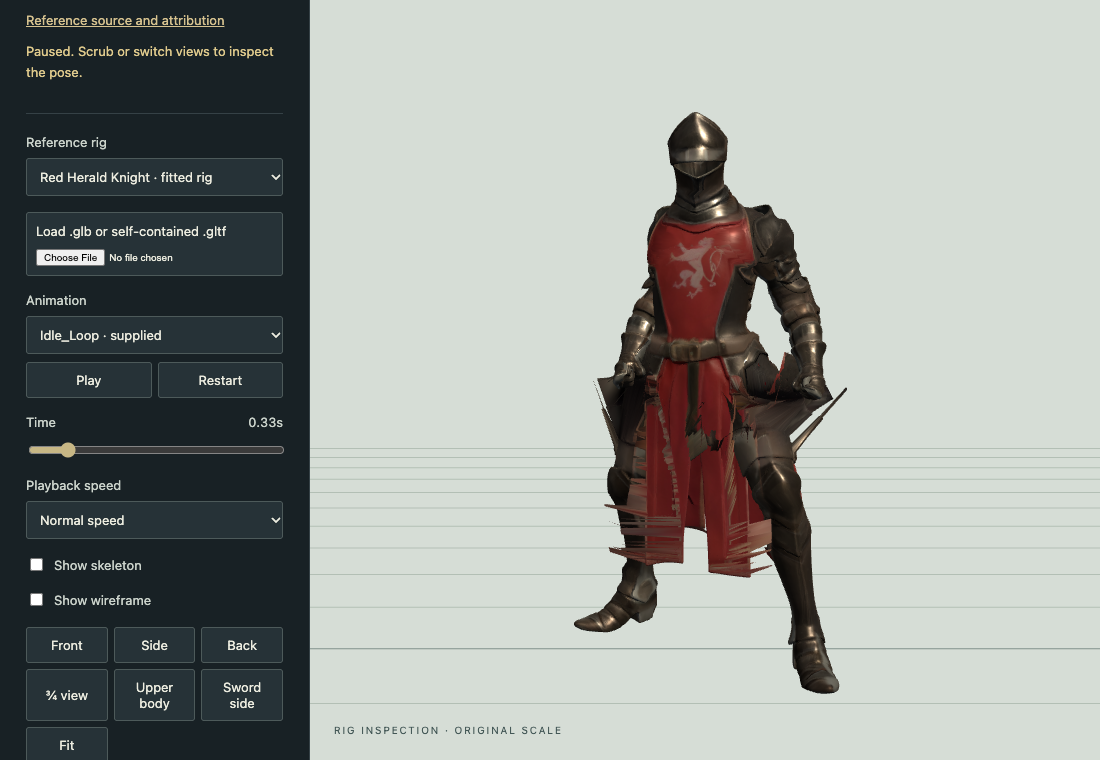 Reference source and attribution
Paused. Scrub or switch views to inspect
the pose.
Reference rig
Red Herald Knight · fitted rig
Load .glb or self-contained .gltf
Choose File No file chosen
Animation
Idle_Loop · supplied
Play
Restart
Time
0.33s
Playback speed
Normal speed
Show skeleton
Show wireframe
Front
Side
Back
¾ view
Upper
body
Sword
side
Fit
RIG INSPECTION · ORIGINAL SCALE